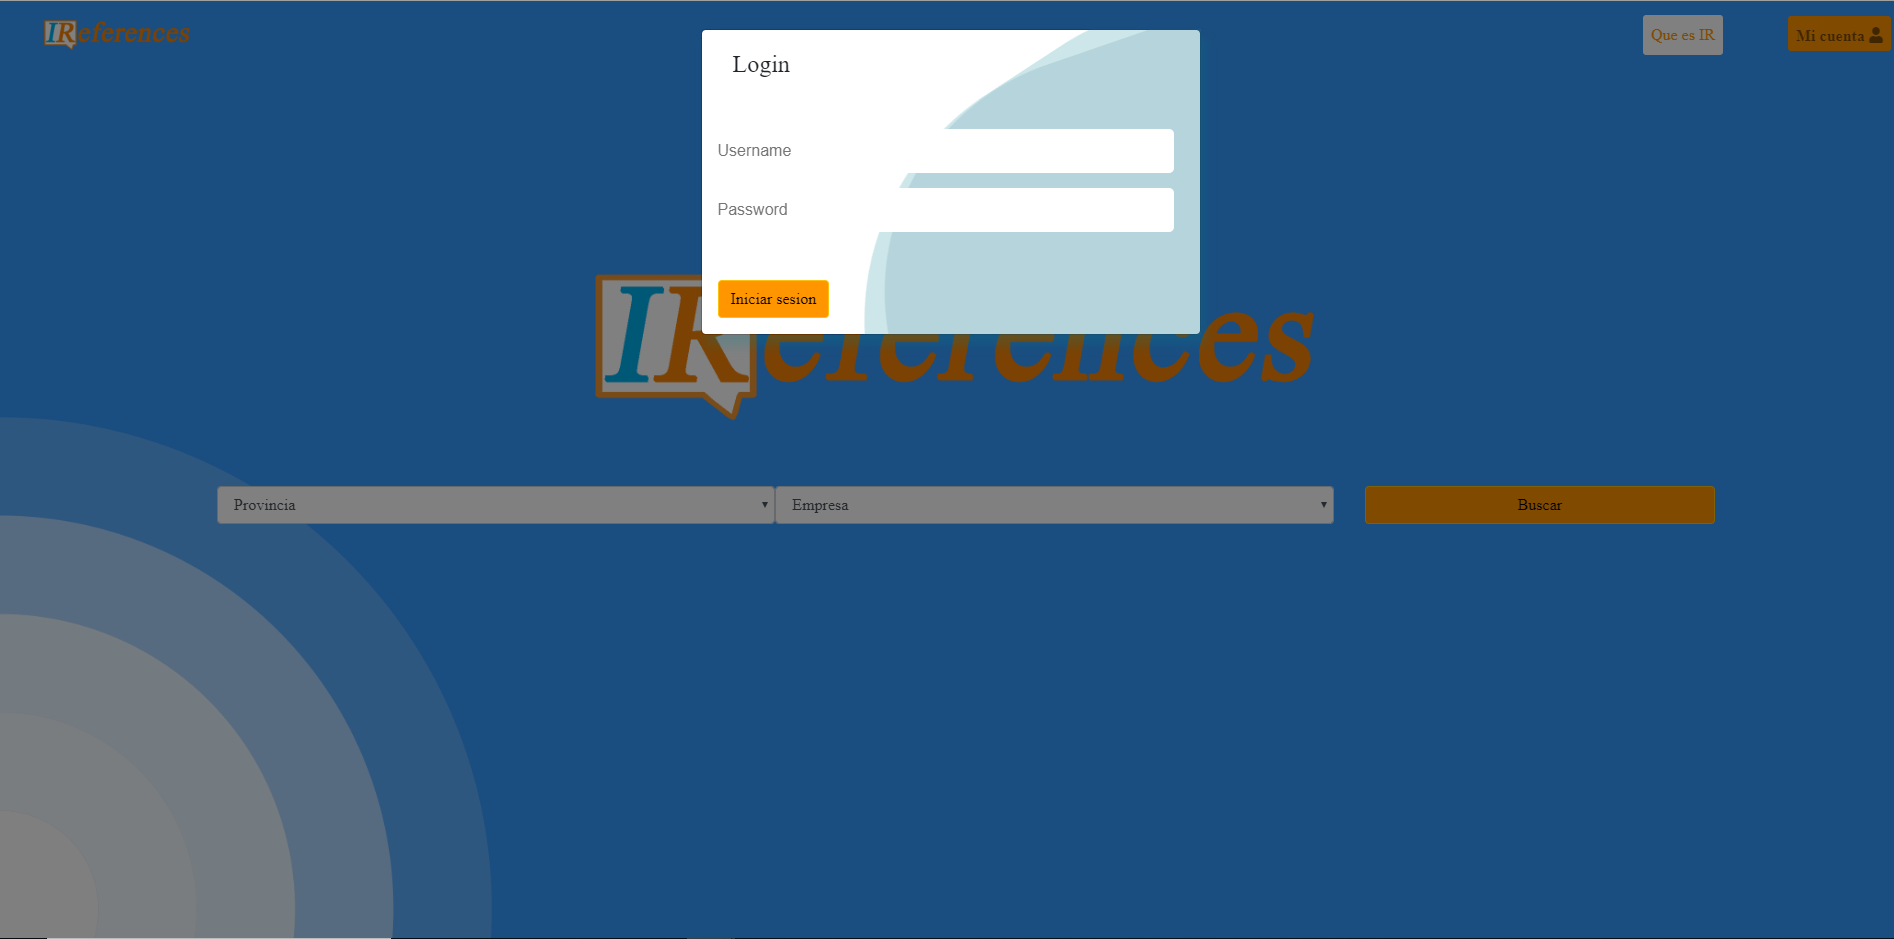 IReferences
Que es IR
Mi cuenta
Login
Username
Password
Iniciar sesion
IReferences
Provincia
Empresa
Buscar